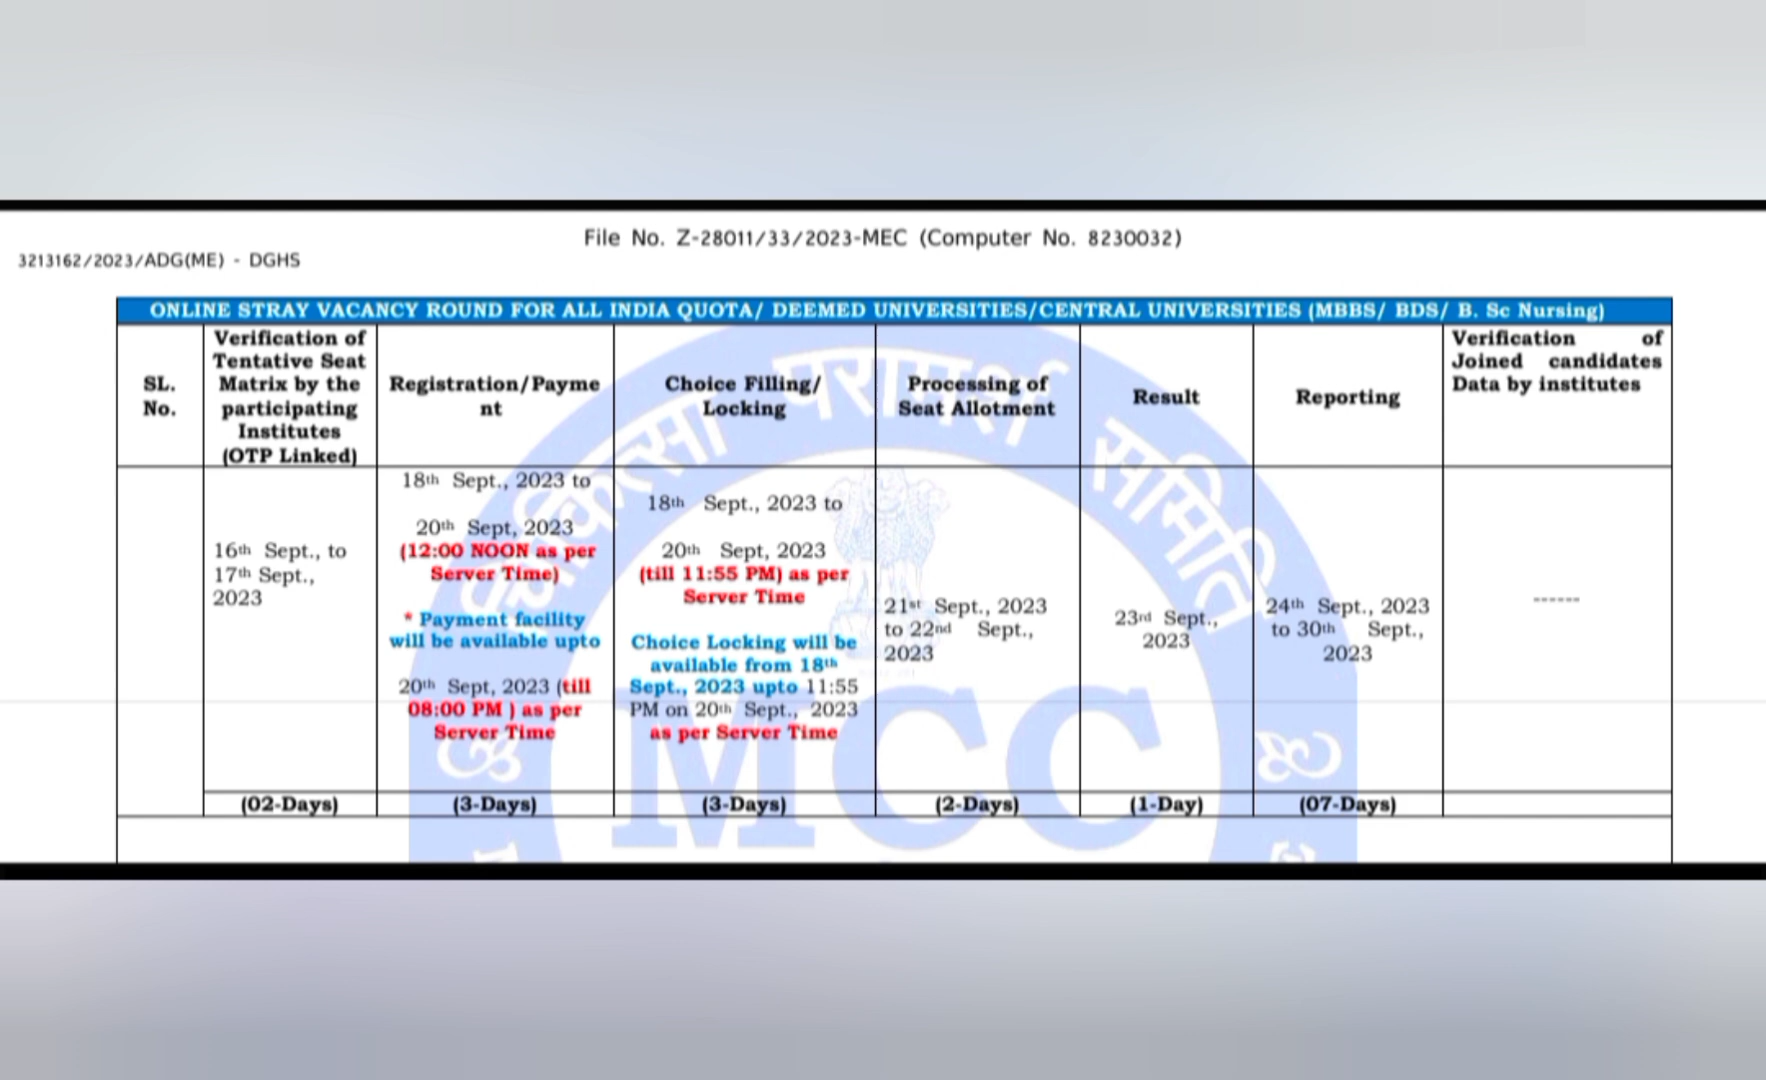 File No. Z-28011/33/2023-MEC (Computer No. 8230032)
3213162/2023/ADG(ME) - DGHS
ONLINE STRAY VACANCY ROUND FOR ALL INDIA QUOTA/ DEEMED UNIVERSITIES/CENTRAL UNIVERSITIES (MBBS/ BDS/ B. Sc Nursing)
SL.
No.
Verification of
Tentative Seat
Matrix by the
participating
Institutes
(OTP Linked)
Registration/Payme
nt
Choice Filling/
Locking
Processing of
Seat Allotment
Result
Reporting
Verification of
Joined candidates
Data by institutes
16th Sept., to
17th Sept.,
2023
18th Sept., 2023 to
20th Sept, 2023
(12:00 NOON as per
Server Time)
* Payment facility
will be available upto
20th Sept, 2023 (till
08:00 PM ) as per
Server Time
18th Sept., 2023 to
20th Sept, 2023
(till 11:55 PM) as per
Server Time
Choice Locking will be
available from 18th
Sept., 2023 upto 11:55
PM on 20th Sept., 2023
as per Server Time
21st Sept., 2023
to 22nd Sept.,
2023
23rd Sept.,
2023
24th Sept., 2023
to 30th Sept.,
2023
------
(02-Days)
(3-Days)
(3-Days)
(2-Days)
(1-Day)
(07-Days)
चिकित्सा परामर्श समिति
MCC